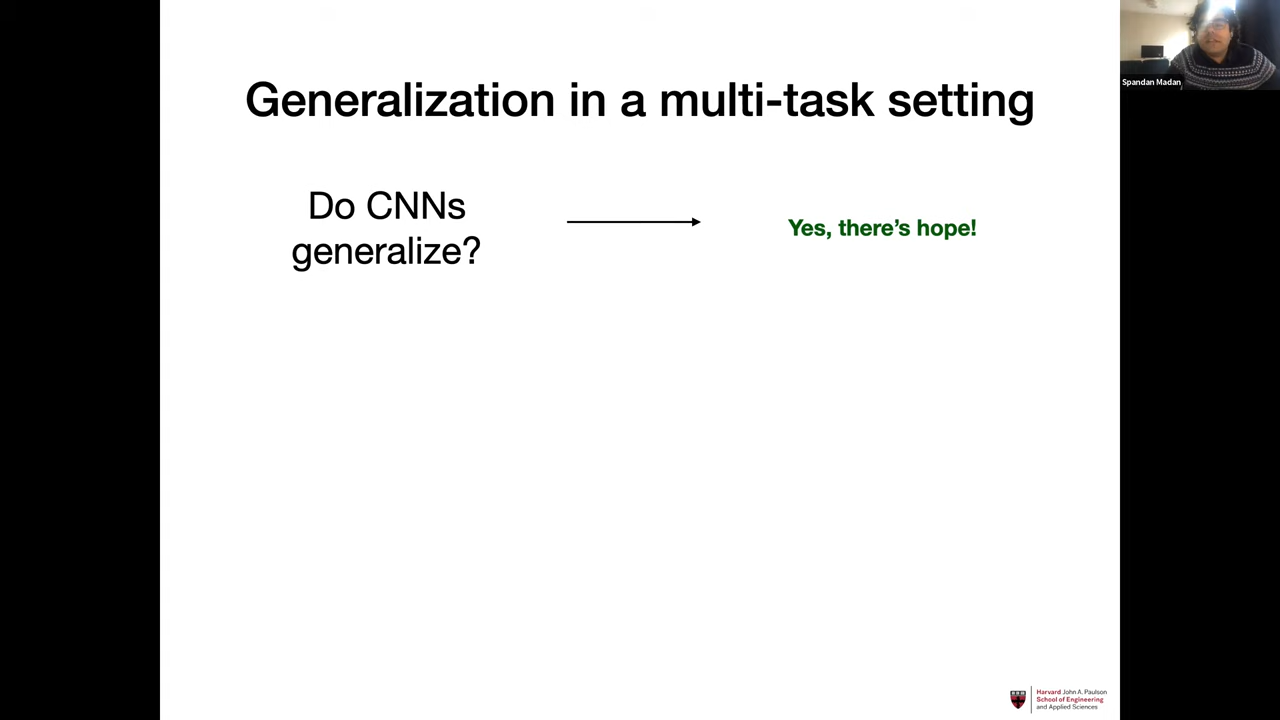 Generalization in a multi-task setting
Do CNNs
generalize?
Yes, there's hope!
Spandan Madan
Harvard John A. Paulson
School of Engineering
and Applied Sciences